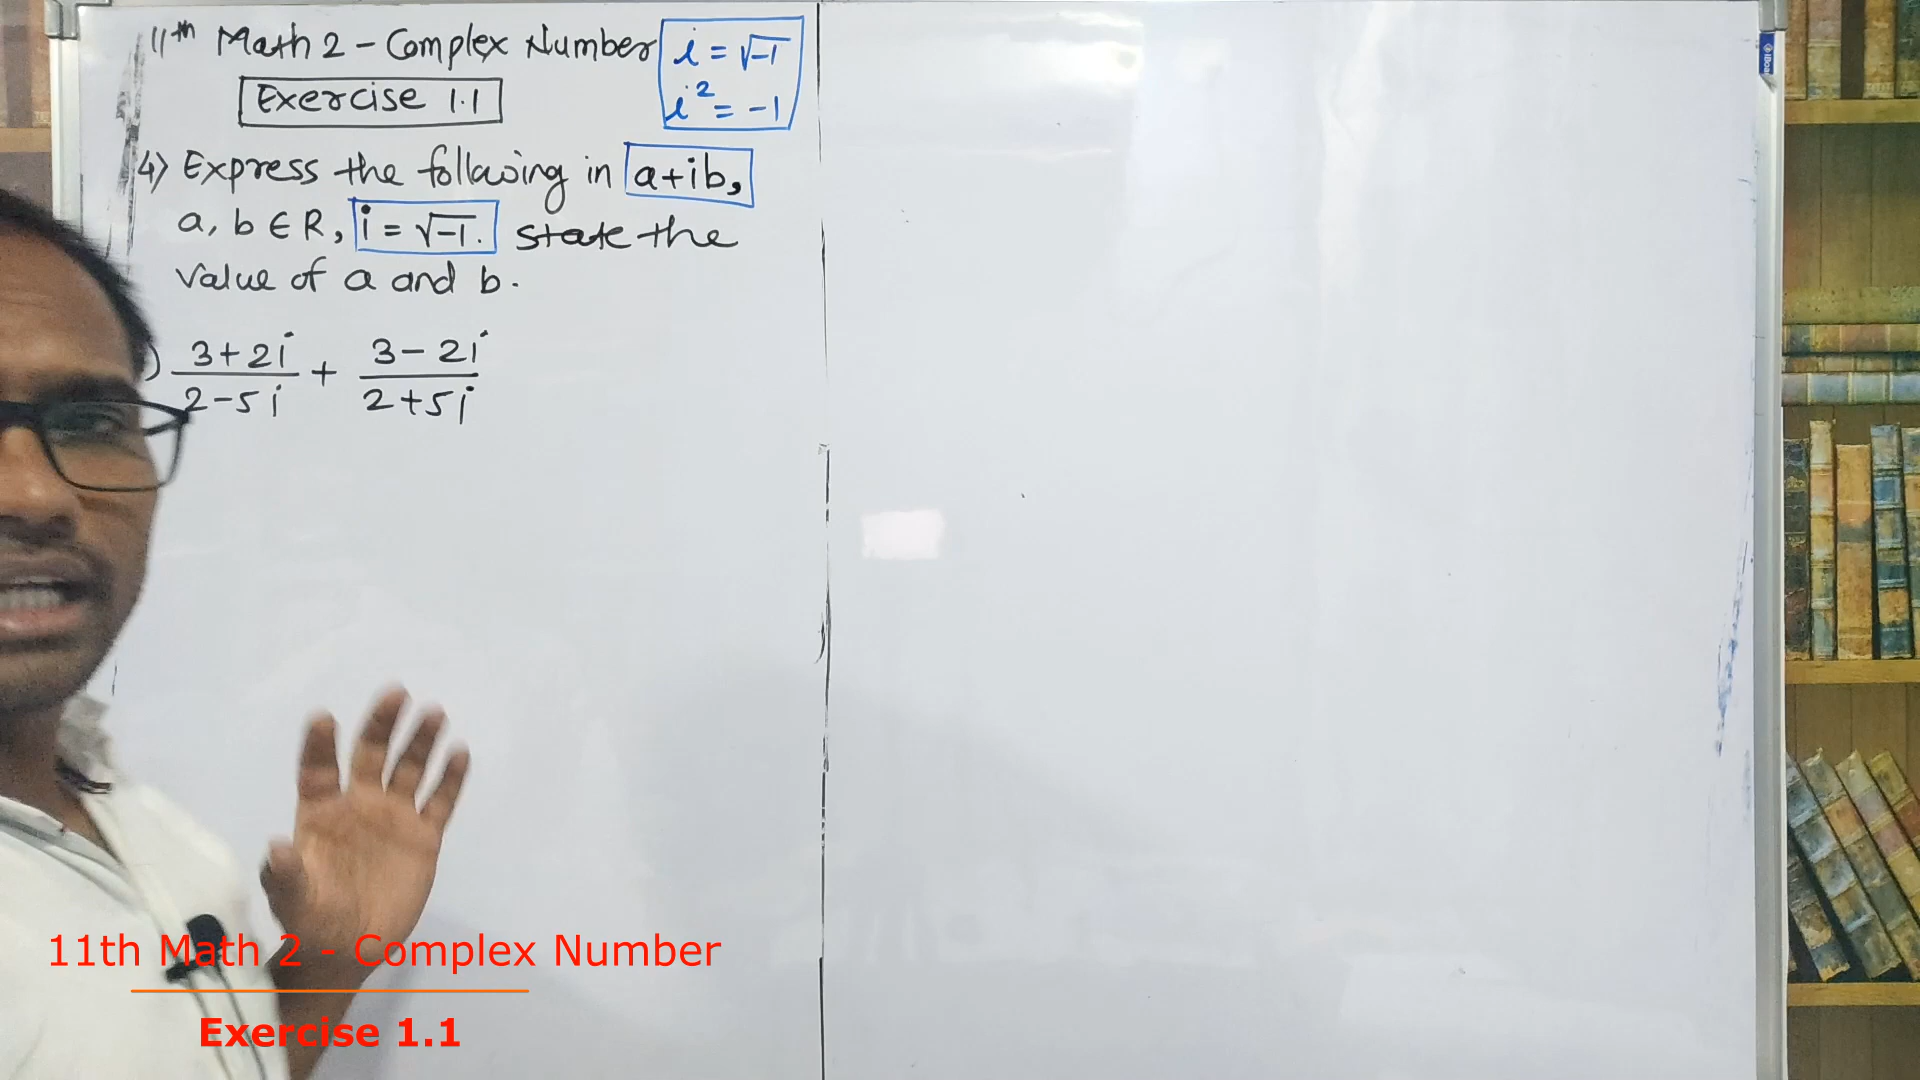 11th Math 2 - Complex Number
i = √-1
i² = -1
Exercise 1.1
4) Express the following in a+ib,
a, b ∈ R, i = √-1. state the
value of a and b.
) 3+2i/2-5i + 3-2i/2+5i
11th Math 2 - Complex Number
Exercise 1.1